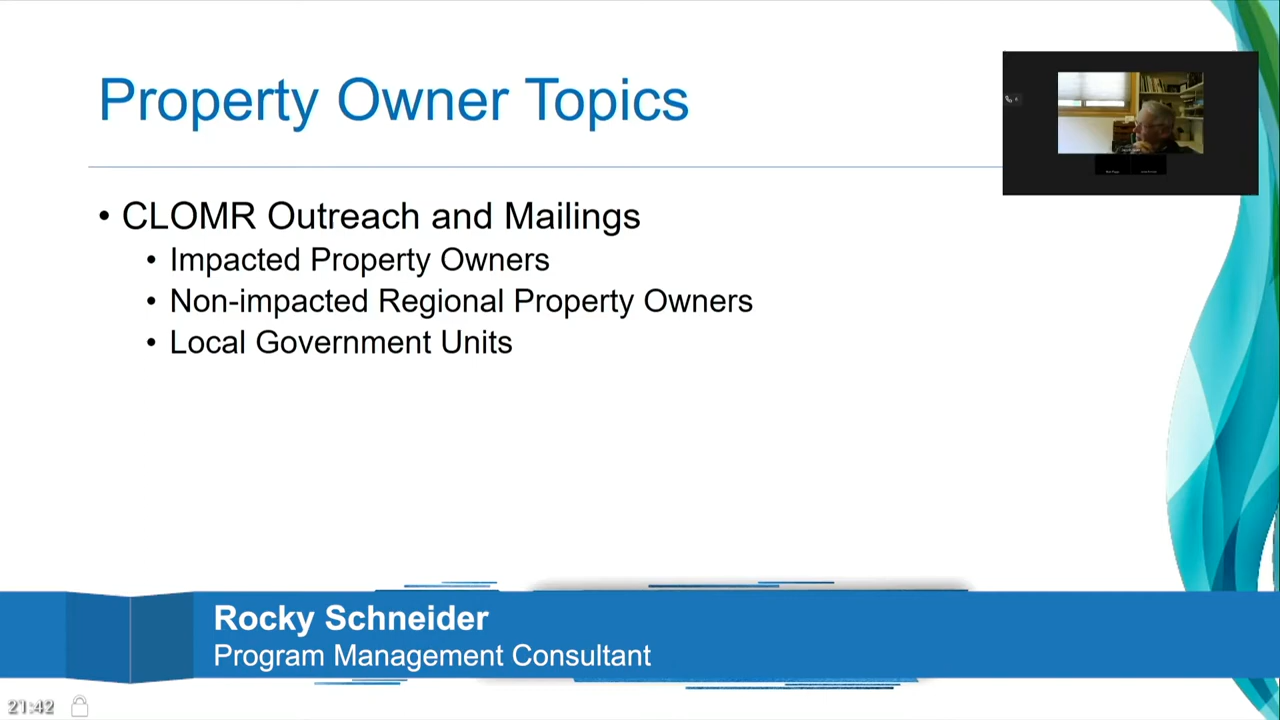 Property Owner Topics
• CLOMR Outreach and Mailings
• Impacted Property Owners
• Non-impacted Regional Property Owners
• Local Government Units
Rocky Schneider
Program Management Consultant
21:42